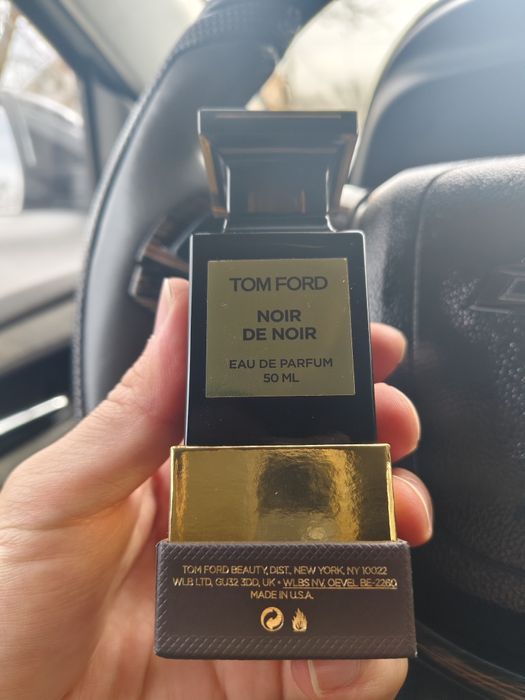 TOM FORD
NOIR
DE NOIR
EAU DE PARFUM
50 ML
TOM FORD BEAUTY, DIST. NEW YORK, NY 10022
WLB LTD, GU32 3DD, UK • WLBS NV, OEVEL BE-2260
MADE IN U.S.A.